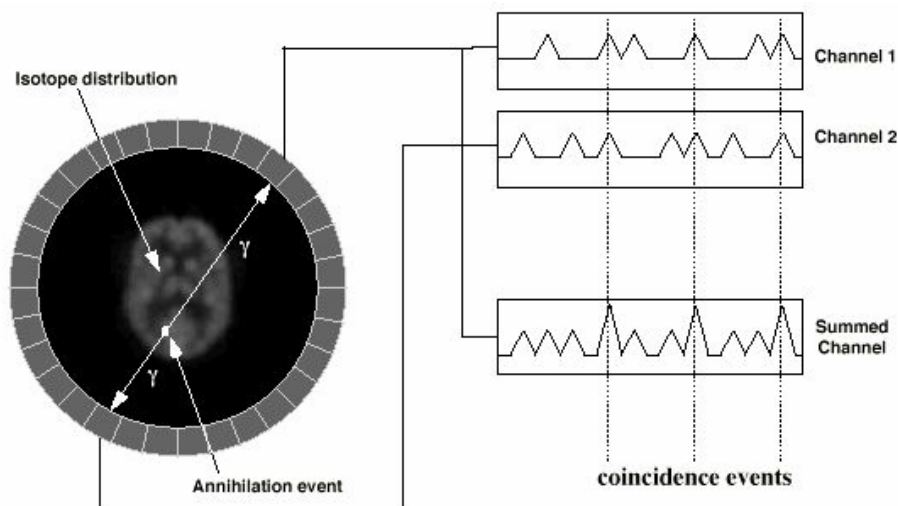 Isotope distribution
γ
γ
Annihilation event
Channel 1
Channel 2
Summed
Channel
coincidence events